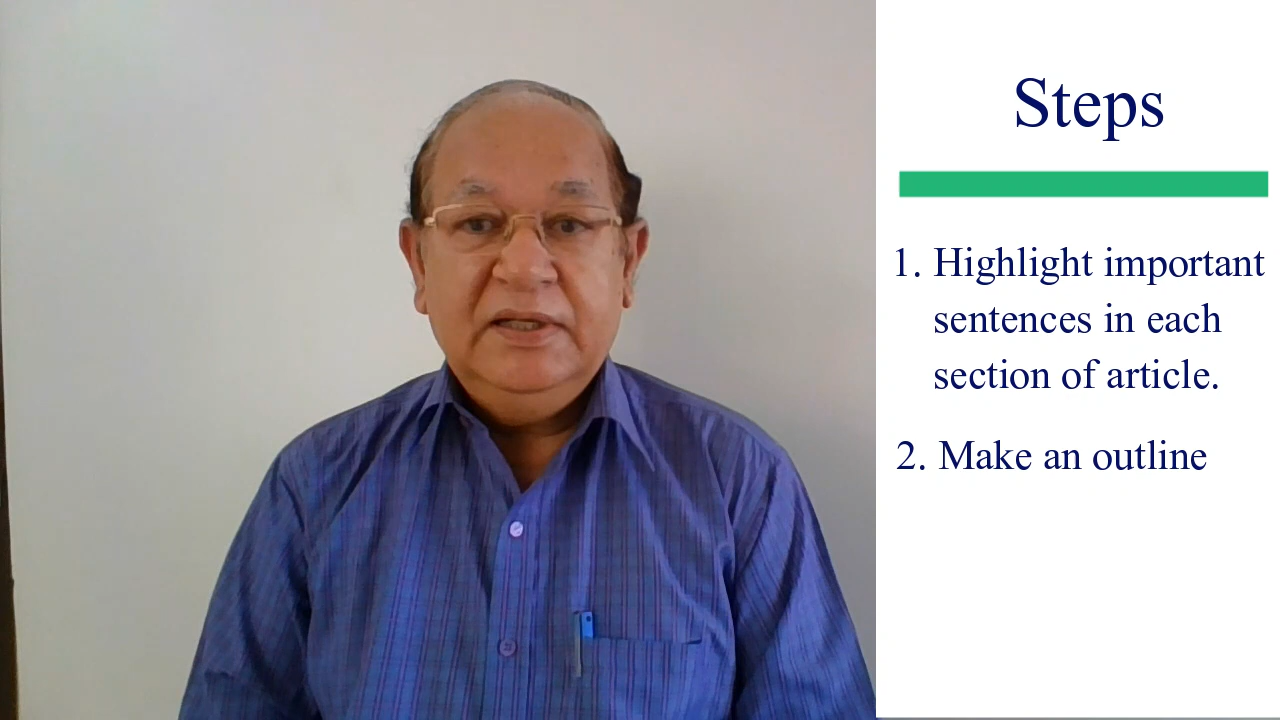 Steps
1. Highlight important
sentences in each
section of article.
2. Make an outline